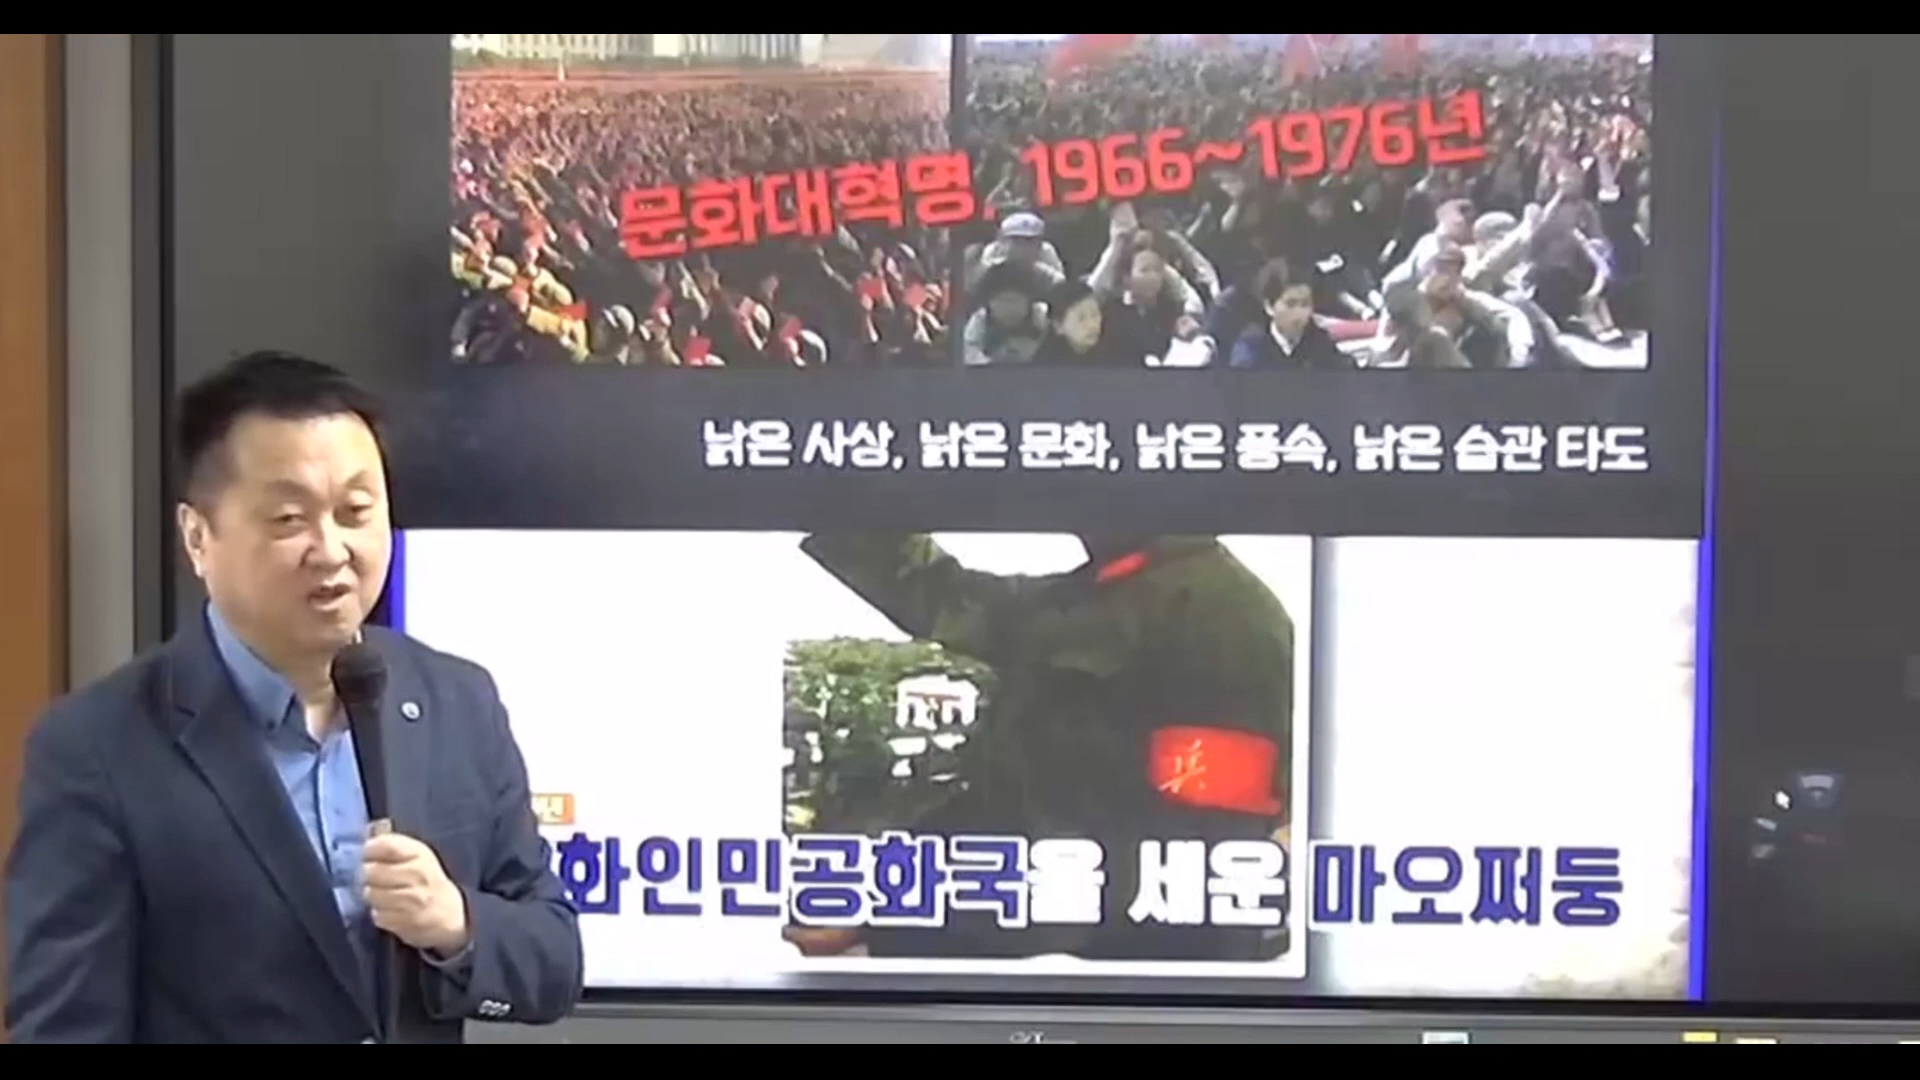 문화대혁명, 1966~1976년
낡은 사상, 낡은 문화, 낡은 풍속, 낡은 습관 타도
兵
화인민공화국을 세운 마오쩌둥